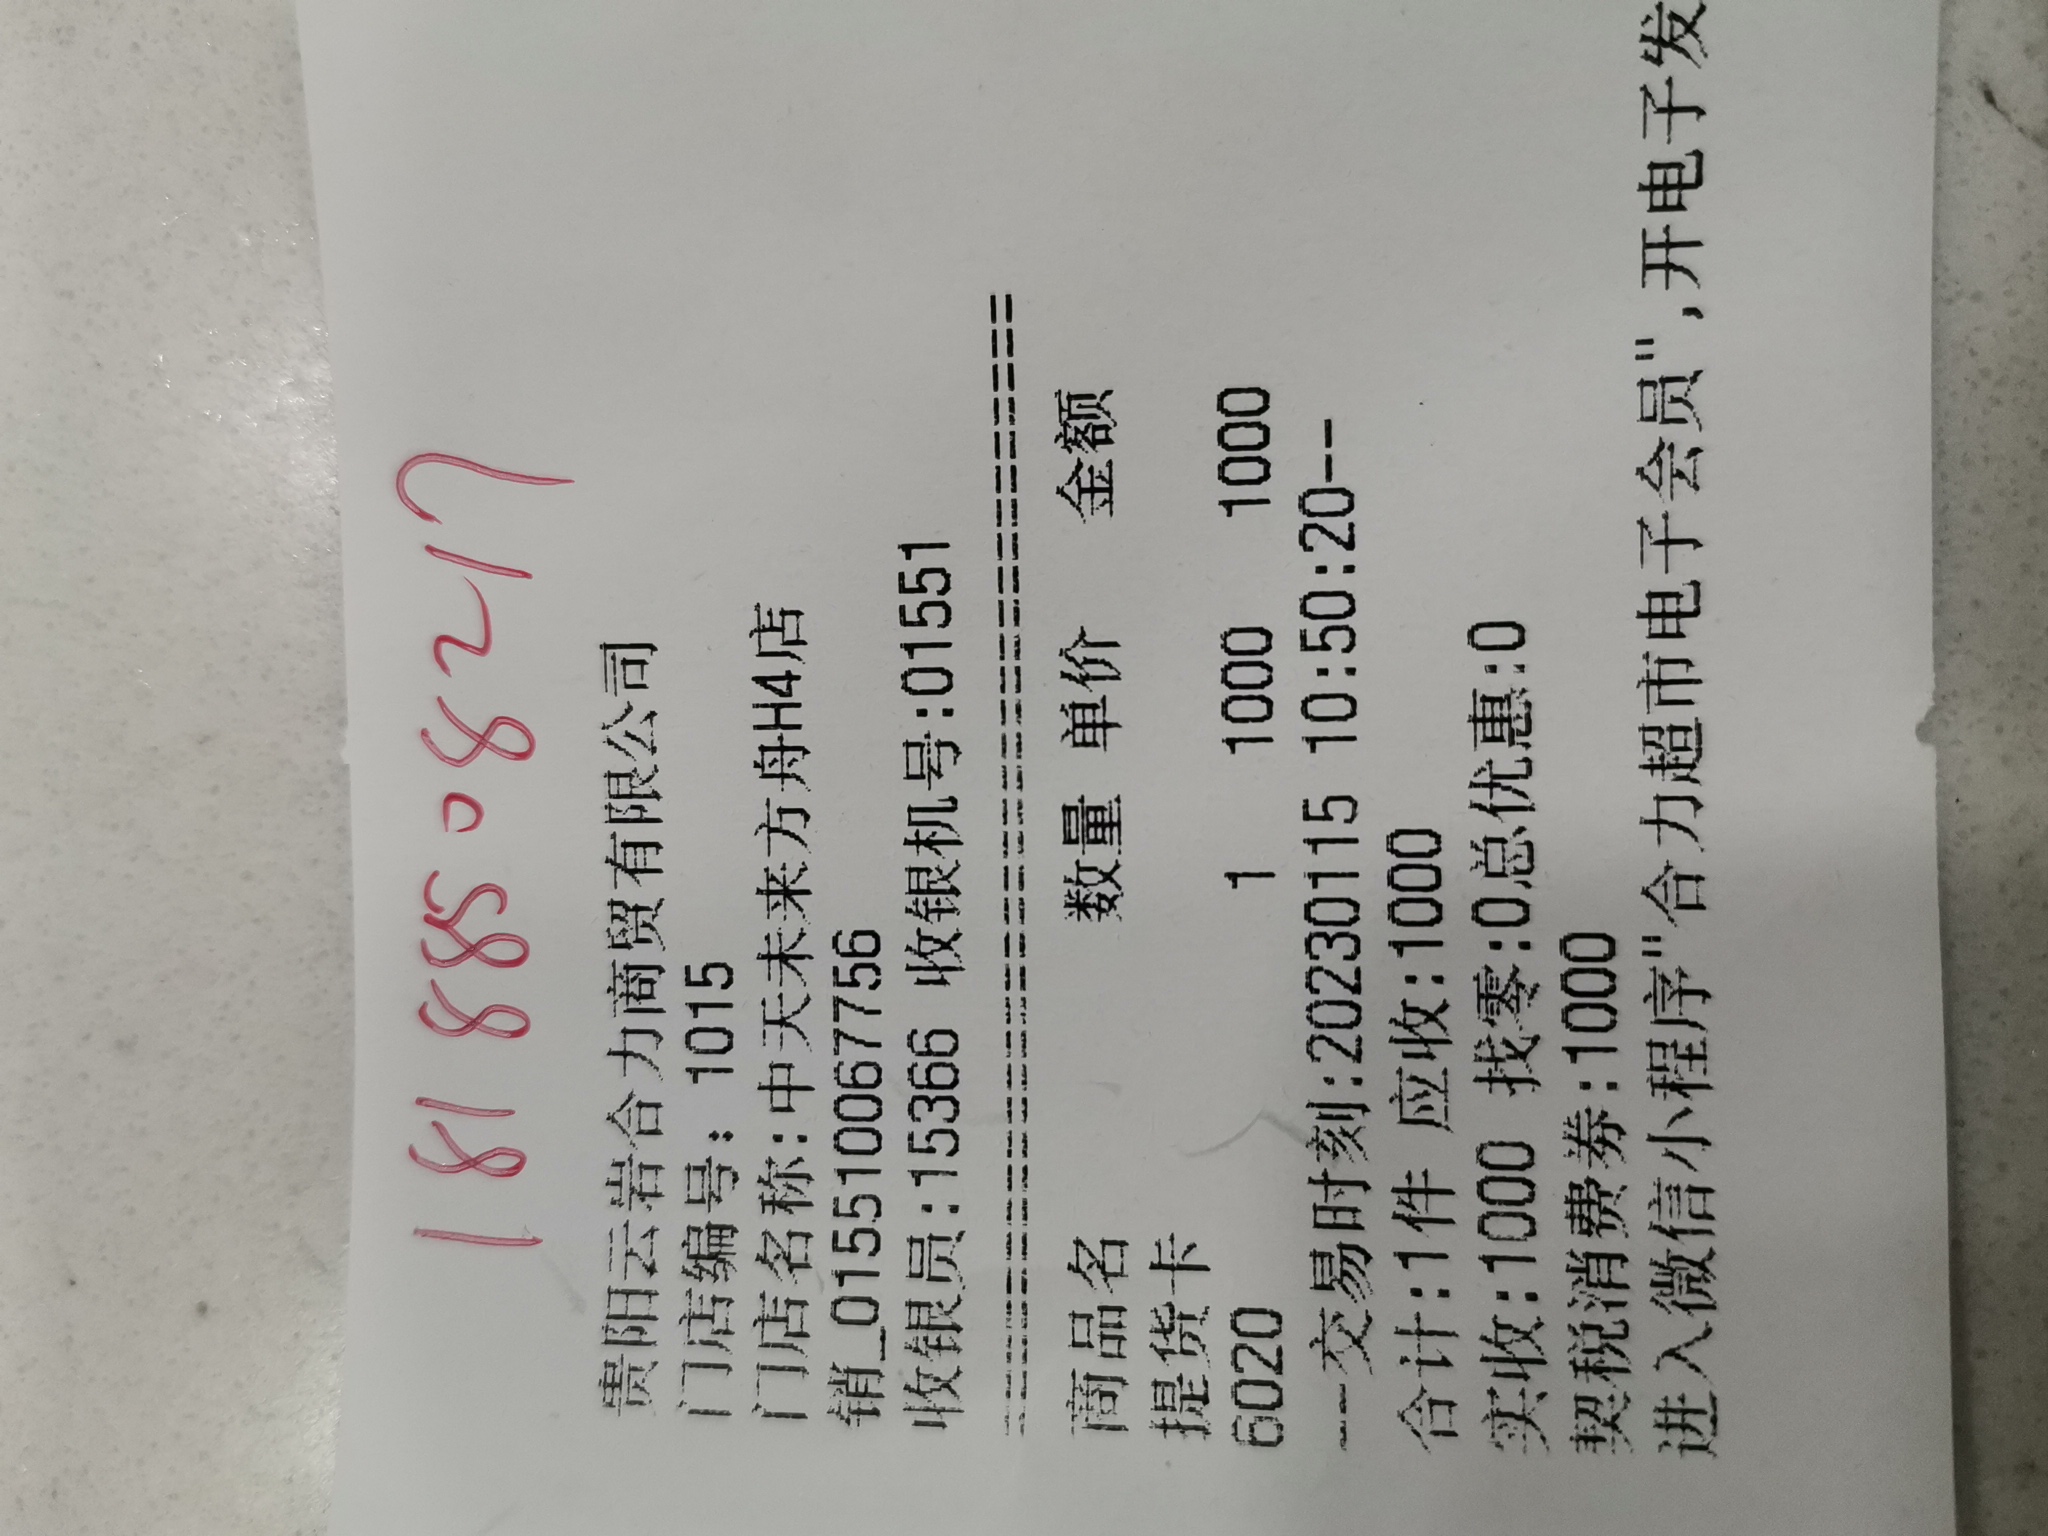 18188508217
贵阳云岩合力商贸有限公司
门店编号: 1015
门店名称:中天未来方舟H4店
销_015510067756
收银员:15366 收银机号:01551
商品名 数量 单价 金额
提货卡
6020 1 1000 1000
---交易时刻:20230115 10:50:20--
合计:1件 应收:1000
实收:1000 找零:0总优惠:0
契税消费券:1000
进入微信小程序"合力超市电子会员",开电子发